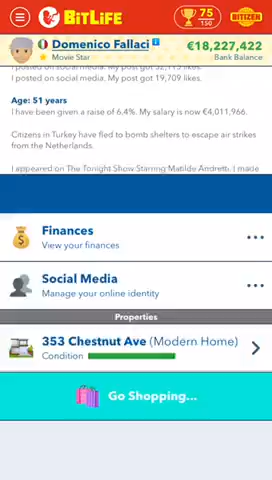 BitLife
75
150
BITIZEN
Domenico Fallaci
€18,227,422
Movie Star
Bank Balance
I posted on social media. My post got 19,709 likes.
Age: 51 years
I have been given a raise of 6.4%. My salary is now €4,011,966.
Citizens in Turkey have fled to bomb shelters to escape air strikes
from the Netherlands.
I appeared on The Tonight Show Starring Matilde Andreth. I made
Finances
View your finances
Social Media
Manage your online identity
Properties
353 Chestnut Ave (Modern Home)
Condition
Go Shopping...